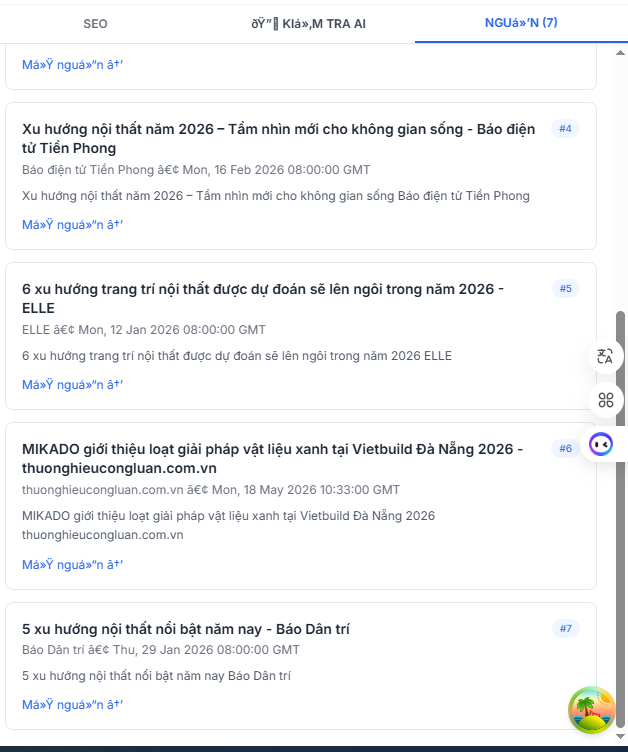 SEO
ðŸ”� KIá»‚M TRA AI
NGUá»’N (7)
Má»Ÿ nguá»“n â†’
Xu hướng nội thất năm 2026 – Tầm nhìn mới cho không gian sống - Báo điện
tử Tiền Phong
#4
Báo điện tử Tiền Phong â€¢ Mon, 16 Feb 2026 08:00:00 GMT
Xu hướng nội thất năm 2026 – Tầm nhìn mới cho không gian sống Báo điện tử Tiền Phong
Má»Ÿ nguá»“n â†’
6 xu hướng trang trí nội thất được dự đoán sẽ lên ngôi trong năm 2026 -
ELLE
#5
ELLE â€¢ Mon, 12 Jan 2026 08:00:00 GMT
6 xu hướng trang trí nội thất được dự đoán sẽ lên ngôi trong năm 2026 ELLE
Má»Ÿ nguá»“n â†’
MIKADO giới thiệu loạt giải pháp vật liệu xanh tại Vietbuild Đà Nẵng 2026 -
thuonghieucongluan.com.vn
#6
thuonghieucongluan.com.vn â€¢ Mon, 18 May 2026 10:33:00 GMT
MIKADO giới thiệu loạt giải pháp vật liệu xanh tại Vietbuild Đà Nẵng 2026
thuonghieucongluan.com.vn
Má»Ÿ nguá»“n â†’
5 xu hướng nội thất nổi bật năm nay - Báo Dân trí
#7
Báo Dân trí â€¢ Thu, 29 Jan 2026 08:00:00 GMT
5 xu hướng nội thất nổi bật năm nay Báo Dân trí
Má»Ÿ nguá»“n â†’